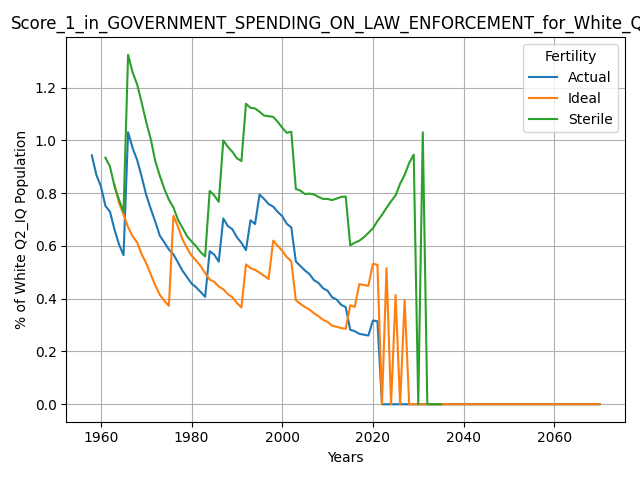 Score_1_in_GOVERNMENT_SPENDING_ON_LAW_ENFORCEMENT_for_White_Q
Fertility
Actual
Ideal
Sterile
% of White Q2_IQ Population
1.2
1.0
0.8
0.6
0.4
0.2
0.0
1960 1980 2000 2020 2040 2060
Years